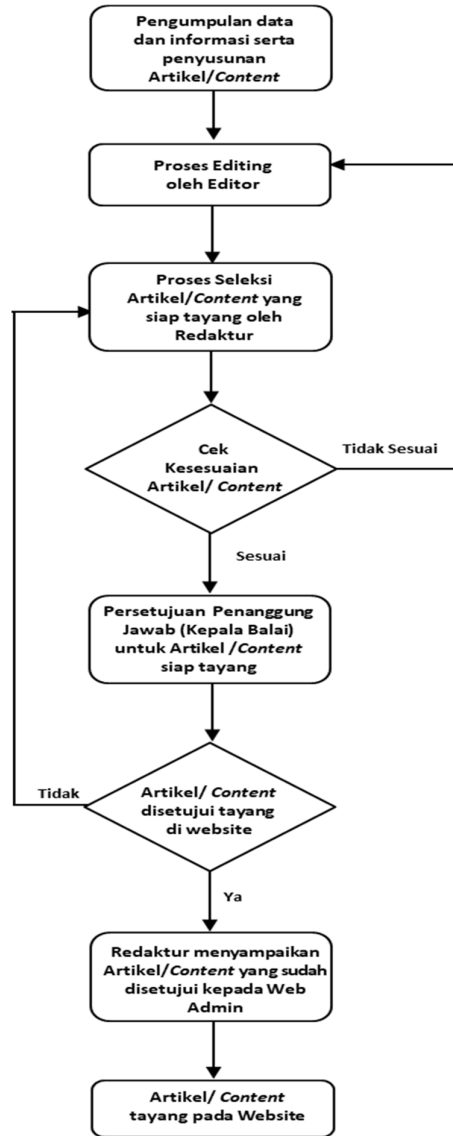 Pengumpulan data
dan informasi serta
penyusunan
Artikel/Content
Proses Editing
oleh Editor
Proses Seleksi
Artikel/Content yang
siap tayang oleh
Redaktur
Cek
Kesesuaian
Artikel/ Content
Tidak Sesuai
Sesuai
Persetujuan Penanggung
Jawab (Kepala Balai)
untuk Artikel /Content
siap tayang
Tidak
Artikel/ Content
disetujui tayang
di website
Ya
Redaktur menyampaikan
Artikel/Content yang sudah
disetujui kepada Web
Admin
Artikel/ Content
tayang pada Website